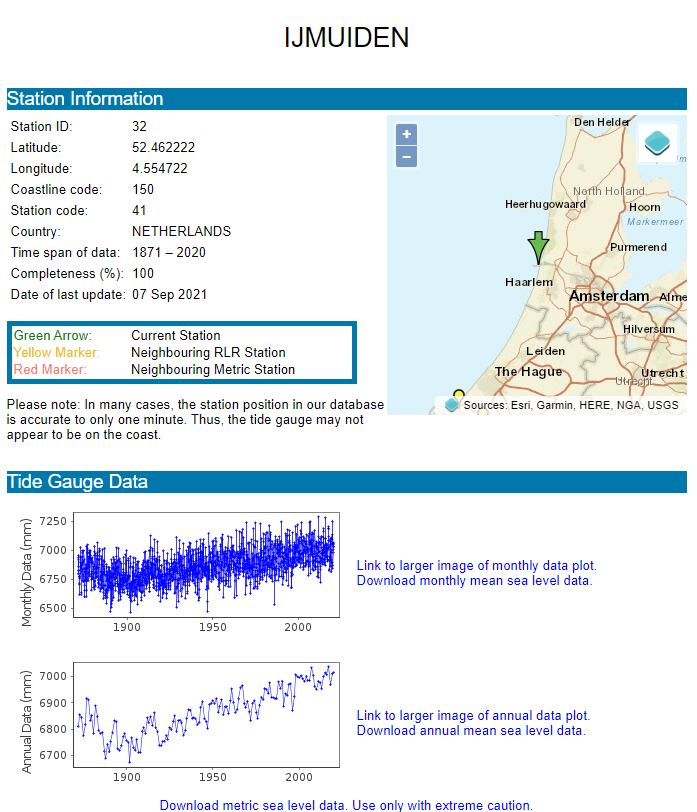 IJMUIDEN
Station Information
Station ID: 32
Latitude: 52.462222
Longitude: 4.554722
Coastline code: 150
Station code: 41
Country: NETHERLANDS
Time span of data: 1871 – 2020
Completeness (%): 100
Date of last update: 07 Sep 2021
Green Arrow: Current Station
Yellow Marker: Neighbouring RLR Station
Red Marker: Neighbouring Metric Station
Please note: In many cases, the station position in our database
is accurate to only one minute. Thus, the tide gauge may not
appear to be on the coast.
+
−
Den Helder
North Holland
Heerhugowaard
Hoorn
Markermeer
Purmerend
Haarlem
Amsterdam
Alme
Hilversum
Leiden
The Hague
Utrecht
Utrecht
Sources: Esri, Garmin, HERE, NGA, USGS
Tide Gauge Data
Monthly Data (mm)
7250
7000
6750
6500
1900 1950 2000
Link to larger image of monthly data plot.
Download monthly mean sea level data.
Annual Data (mm)
7000
6900
6800
6700
1900 1950 2000
Link to larger image of annual data plot.
Download annual mean sea level data.
Download metric sea level data. Use only with extreme caution.